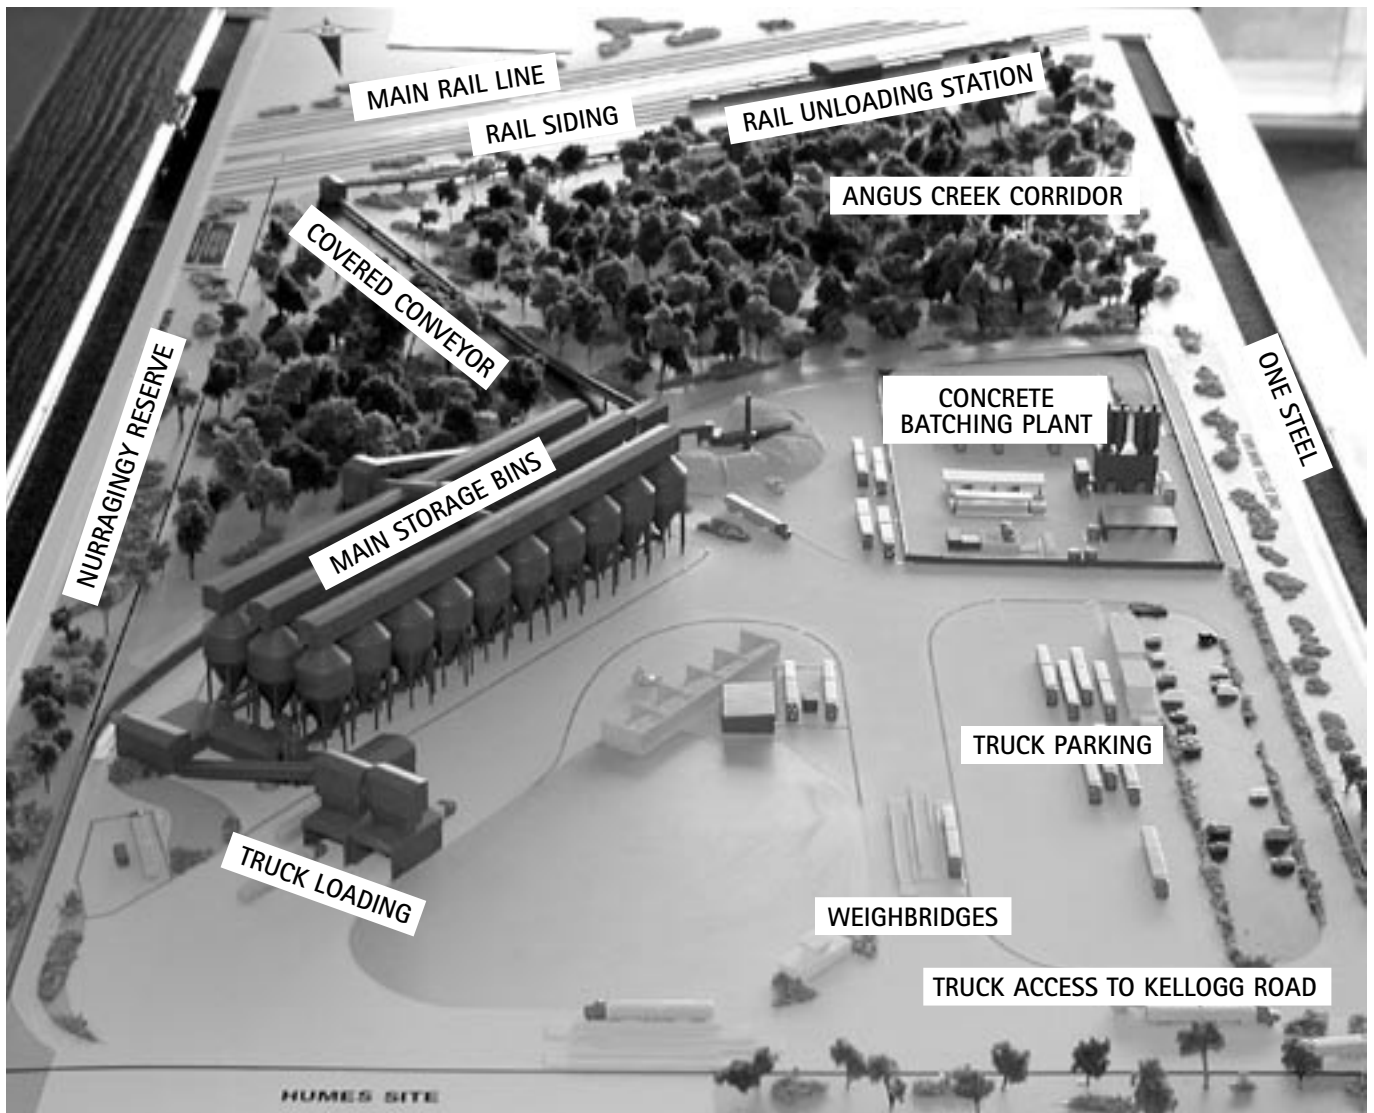 MAIN RAIL LINE
RAIL SIDING
RAIL UNLOADING STATION
ANGUS CREEK CORRIDOR
COVERED CONVEYOR
NURRAGINGY RESERVE
ONE STEEL
CONCRETE
BATCHING PLANT
MAIN STORAGE BINS
TRUCK PARKING
TRUCK LOADING
WEIGHBRIDGES
TRUCK ACCESS TO KELLOGG ROAD
HUMES SITE